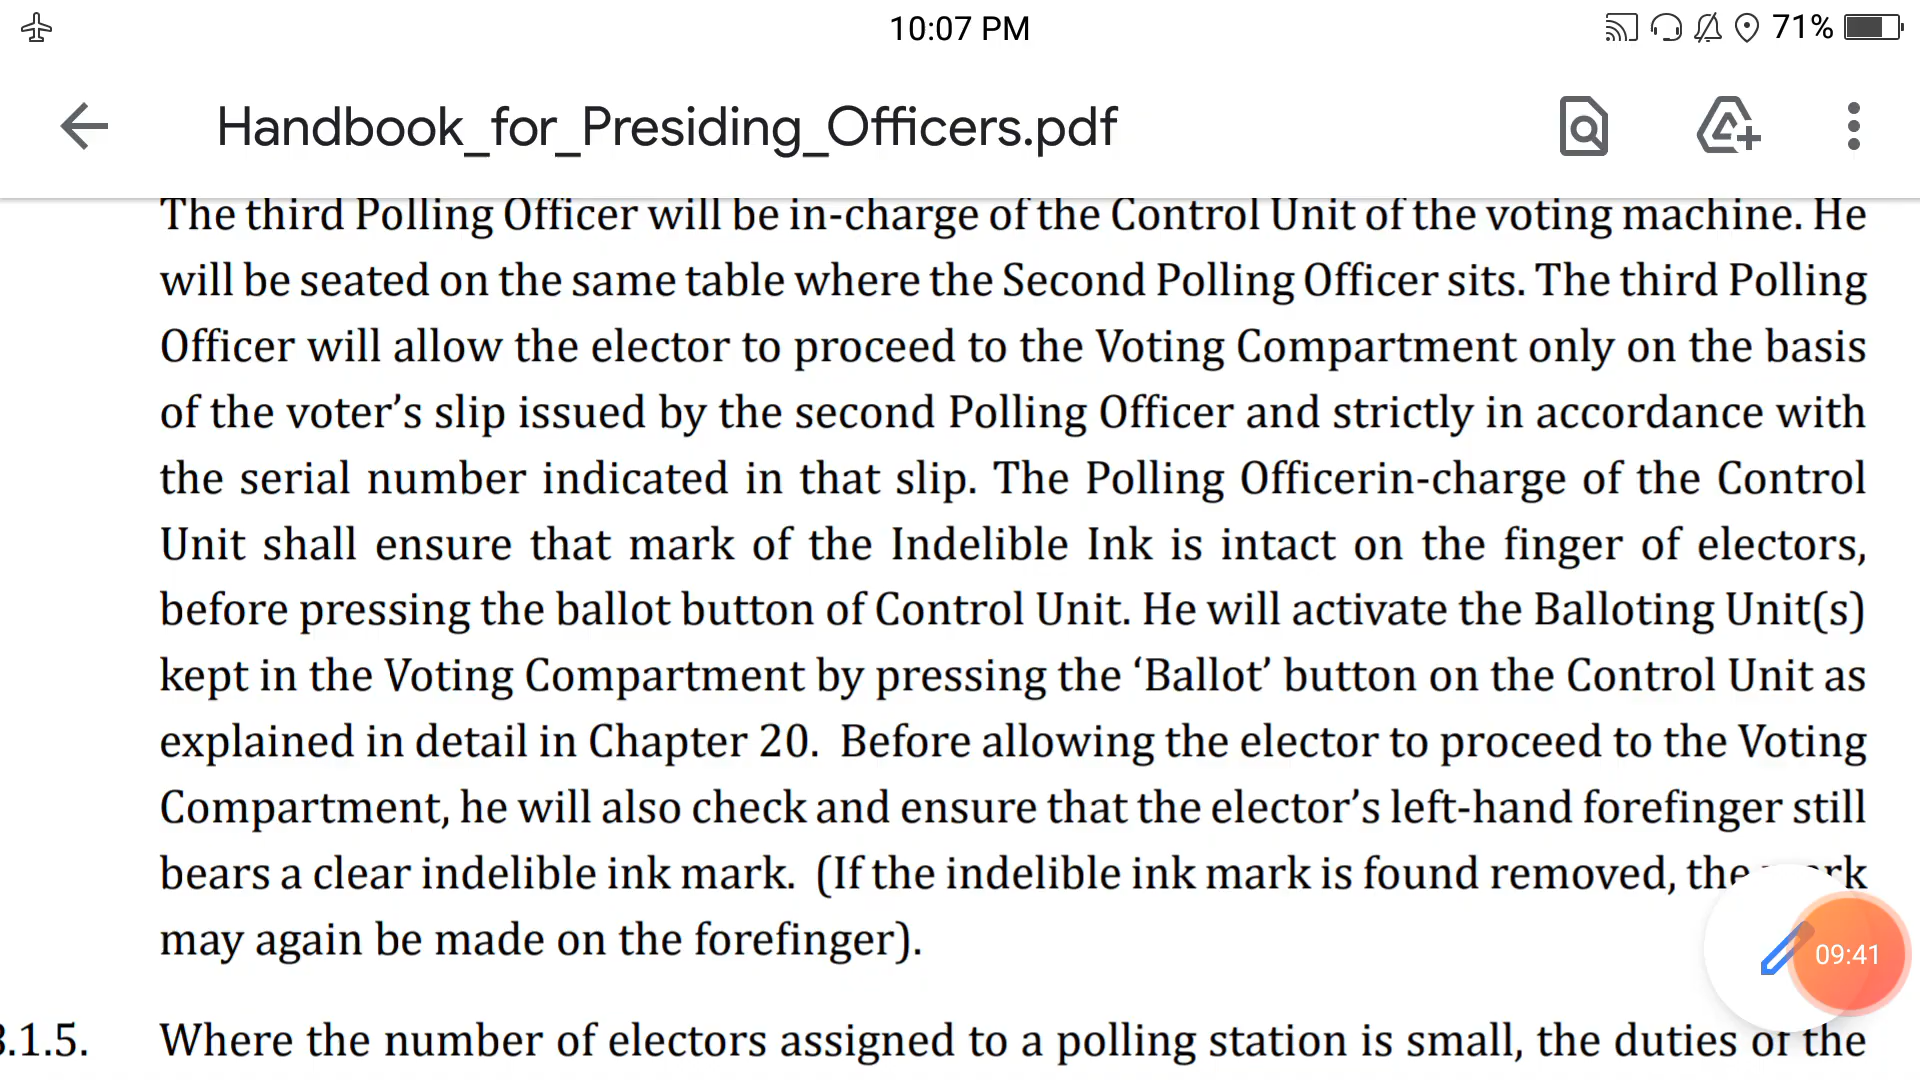 10:07 PM
71%
Handbook_for_Presiding_Officers.pdf
The third Polling Officer will be in-charge of the Control Unit of the voting machine. He
will be seated on the same table where the Second Polling Officer sits. The third Polling
Officer will allow the elector to proceed to the Voting Compartment only on the basis
of the voter’s slip issued by the second Polling Officer and strictly in accordance with
the serial number indicated in that slip. The Polling Officerin-charge of the Control
Unit shall ensure that mark of the Indelible Ink is intact on the finger of electors,
before pressing the ballot button of Control Unit. He will activate the Balloting Unit(s)
kept in the Voting Compartment by pressing the ‘Ballot’ button on the Control Unit as
explained in detail in Chapter 20. Before allowing the elector to proceed to the Voting
Compartment, he will also check and ensure that the elector’s left-hand forefinger still
bears a clear indelible ink mark. (If the indelible ink mark is found removed, the mark
may again be made on the forefinger).
09:41
.1.5. Where the number of electors assigned to a polling station is small, the duties of the